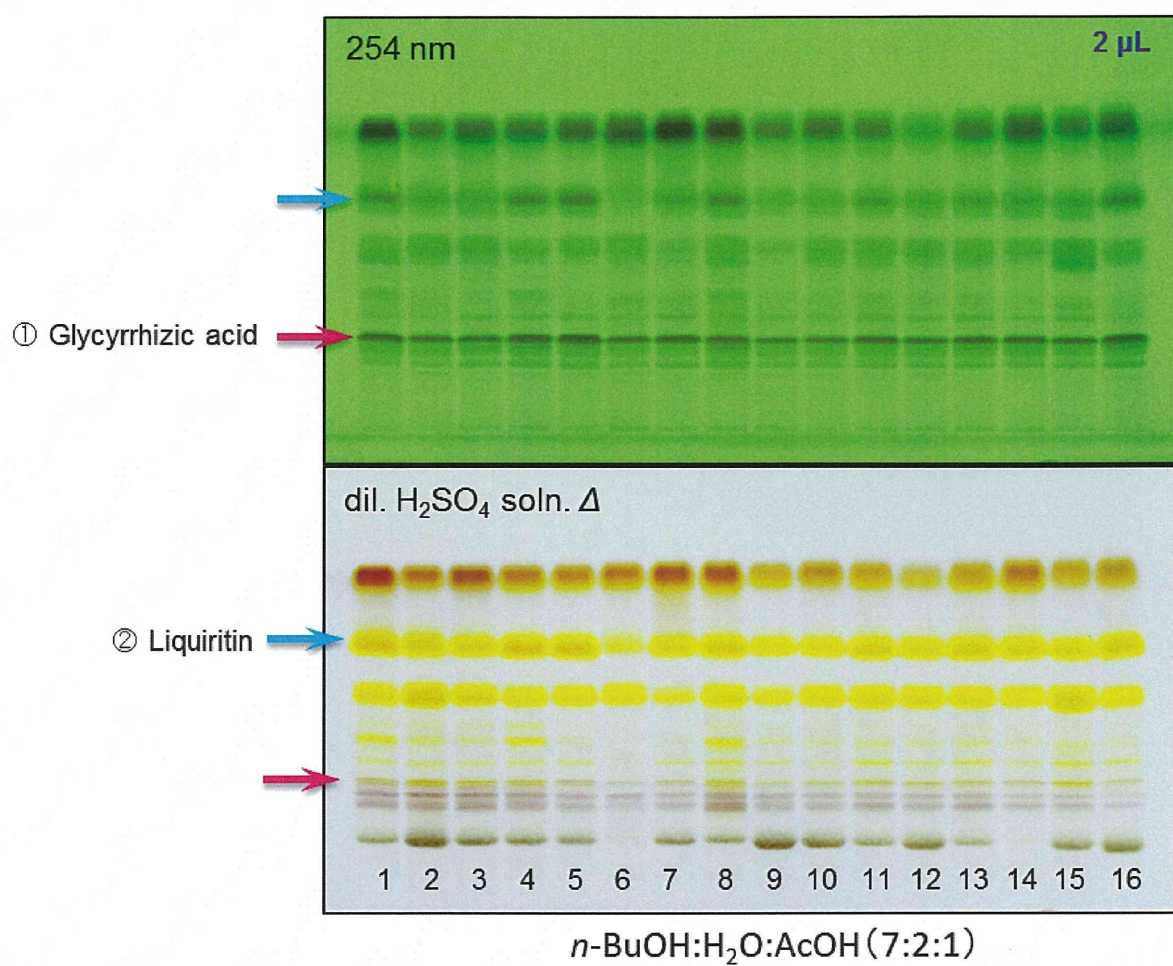 254 nm
2 µL
① Glycyrrhizic acid
dil. H₂SO₄ soln. Δ
② Liquiritin
1 2 3 4 5 6 7 8 9 10 11 12 13 14 15 16
n-BuOH:H₂O:AcOH (7:2:1)